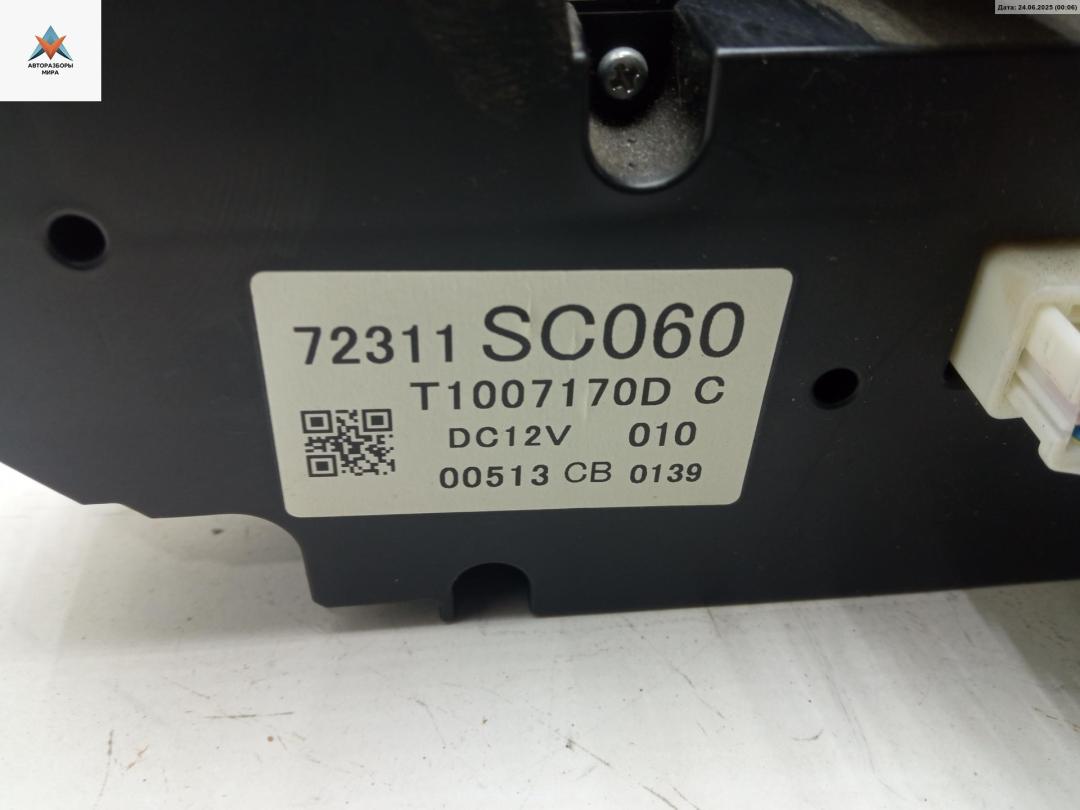 Дата: 24.06.2025 (00:06)
АВТОРАЗБОРЫ
МИРА
72311 SC060
T1007170D C
DC12V 010
00513 CB 0139